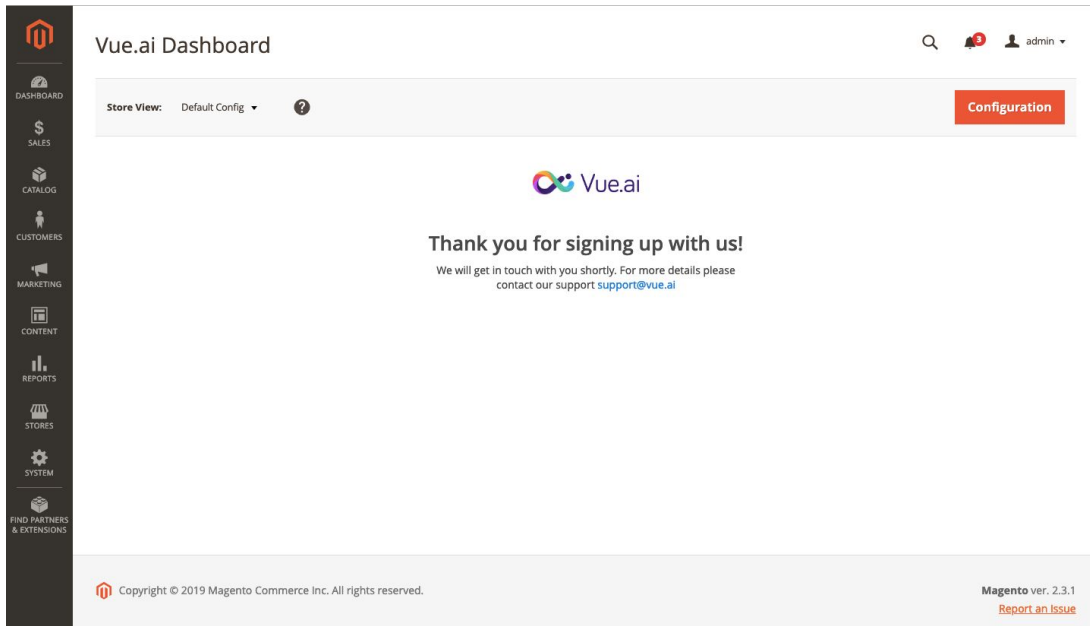 Vue.ai Dashboard
3
admin
DASHBOARD
Store View: Default Config
?
Configuration
$
SALES
CATALOG
CUSTOMERS
MARKETING
CONTENT
REPORTS
STORES
SYSTEM
FIND PARTNERS
& EXTENSIONS
Vue.ai
Thank you for signing up with us!
We will get in touch with you shortly. For more details please
contact our support support@vue.ai
Copyright © 2019 Magento Commerce Inc. All rights reserved.
Magento ver. 2.3.1
Report an Issue